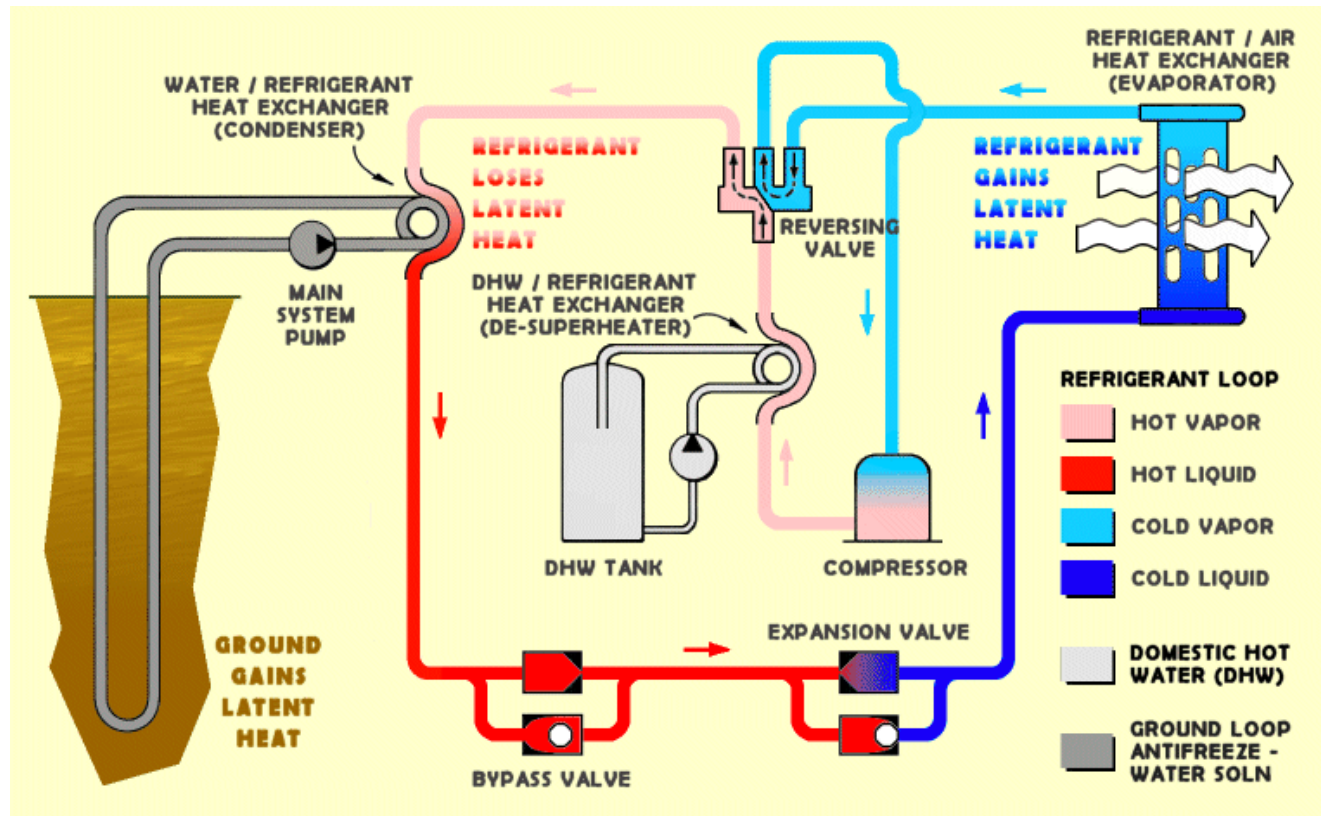 WATER / REFRIGERANT
HEAT EXCHANGER
(CONDENSER)
REFRIGERANT / AIR
HEAT EXCHANGER
(EVAPORATOR)
REFRIGERANT
LOSES
LATENT
HEAT
REFRIGERANT
GAINS
LATENT
HEAT
REVERSING
VALVE
MAIN
SYSTEM
PUMP
DHW / REFRIGERANT
HEAT EXCHANGER
(DE-SUPERHEATER)
DHW TANK
COMPRESSOR
REFRIGERANT LOOP
HOT VAPOR
HOT LIQUID
COLD VAPOR
COLD LIQUID
DOMESTIC HOT
WATER (DHW)
GROUND LOOP
ANTIFREEZE -
WATER SOLN
GROUND
GAINS
LATENT
HEAT
EXPANSION VALVE
BYPASS VALVE